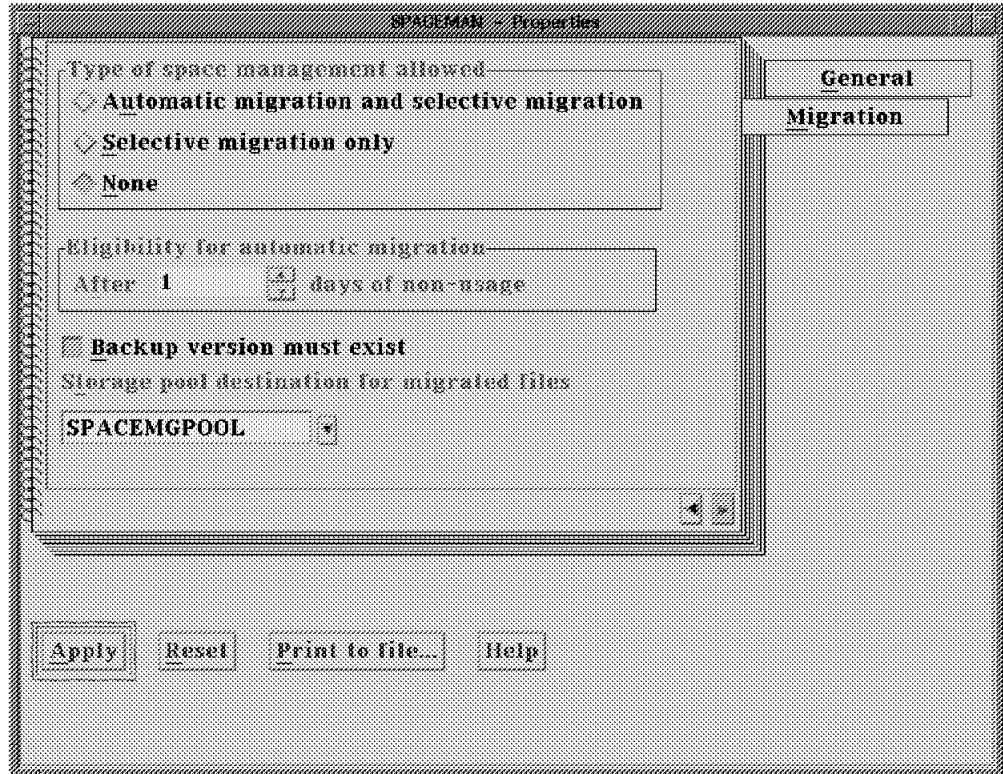 SPACEMAN - Properties
Type of space management allowed
Automatic migration and selective migration
Selective migration only
None
Eligibility for automatic migration
After 1 days of non-usage
Backup version must exist
Storage pool destination for migrated files
SPACEMGPOOL
General
Migration
Apply Reset Print to file... Help